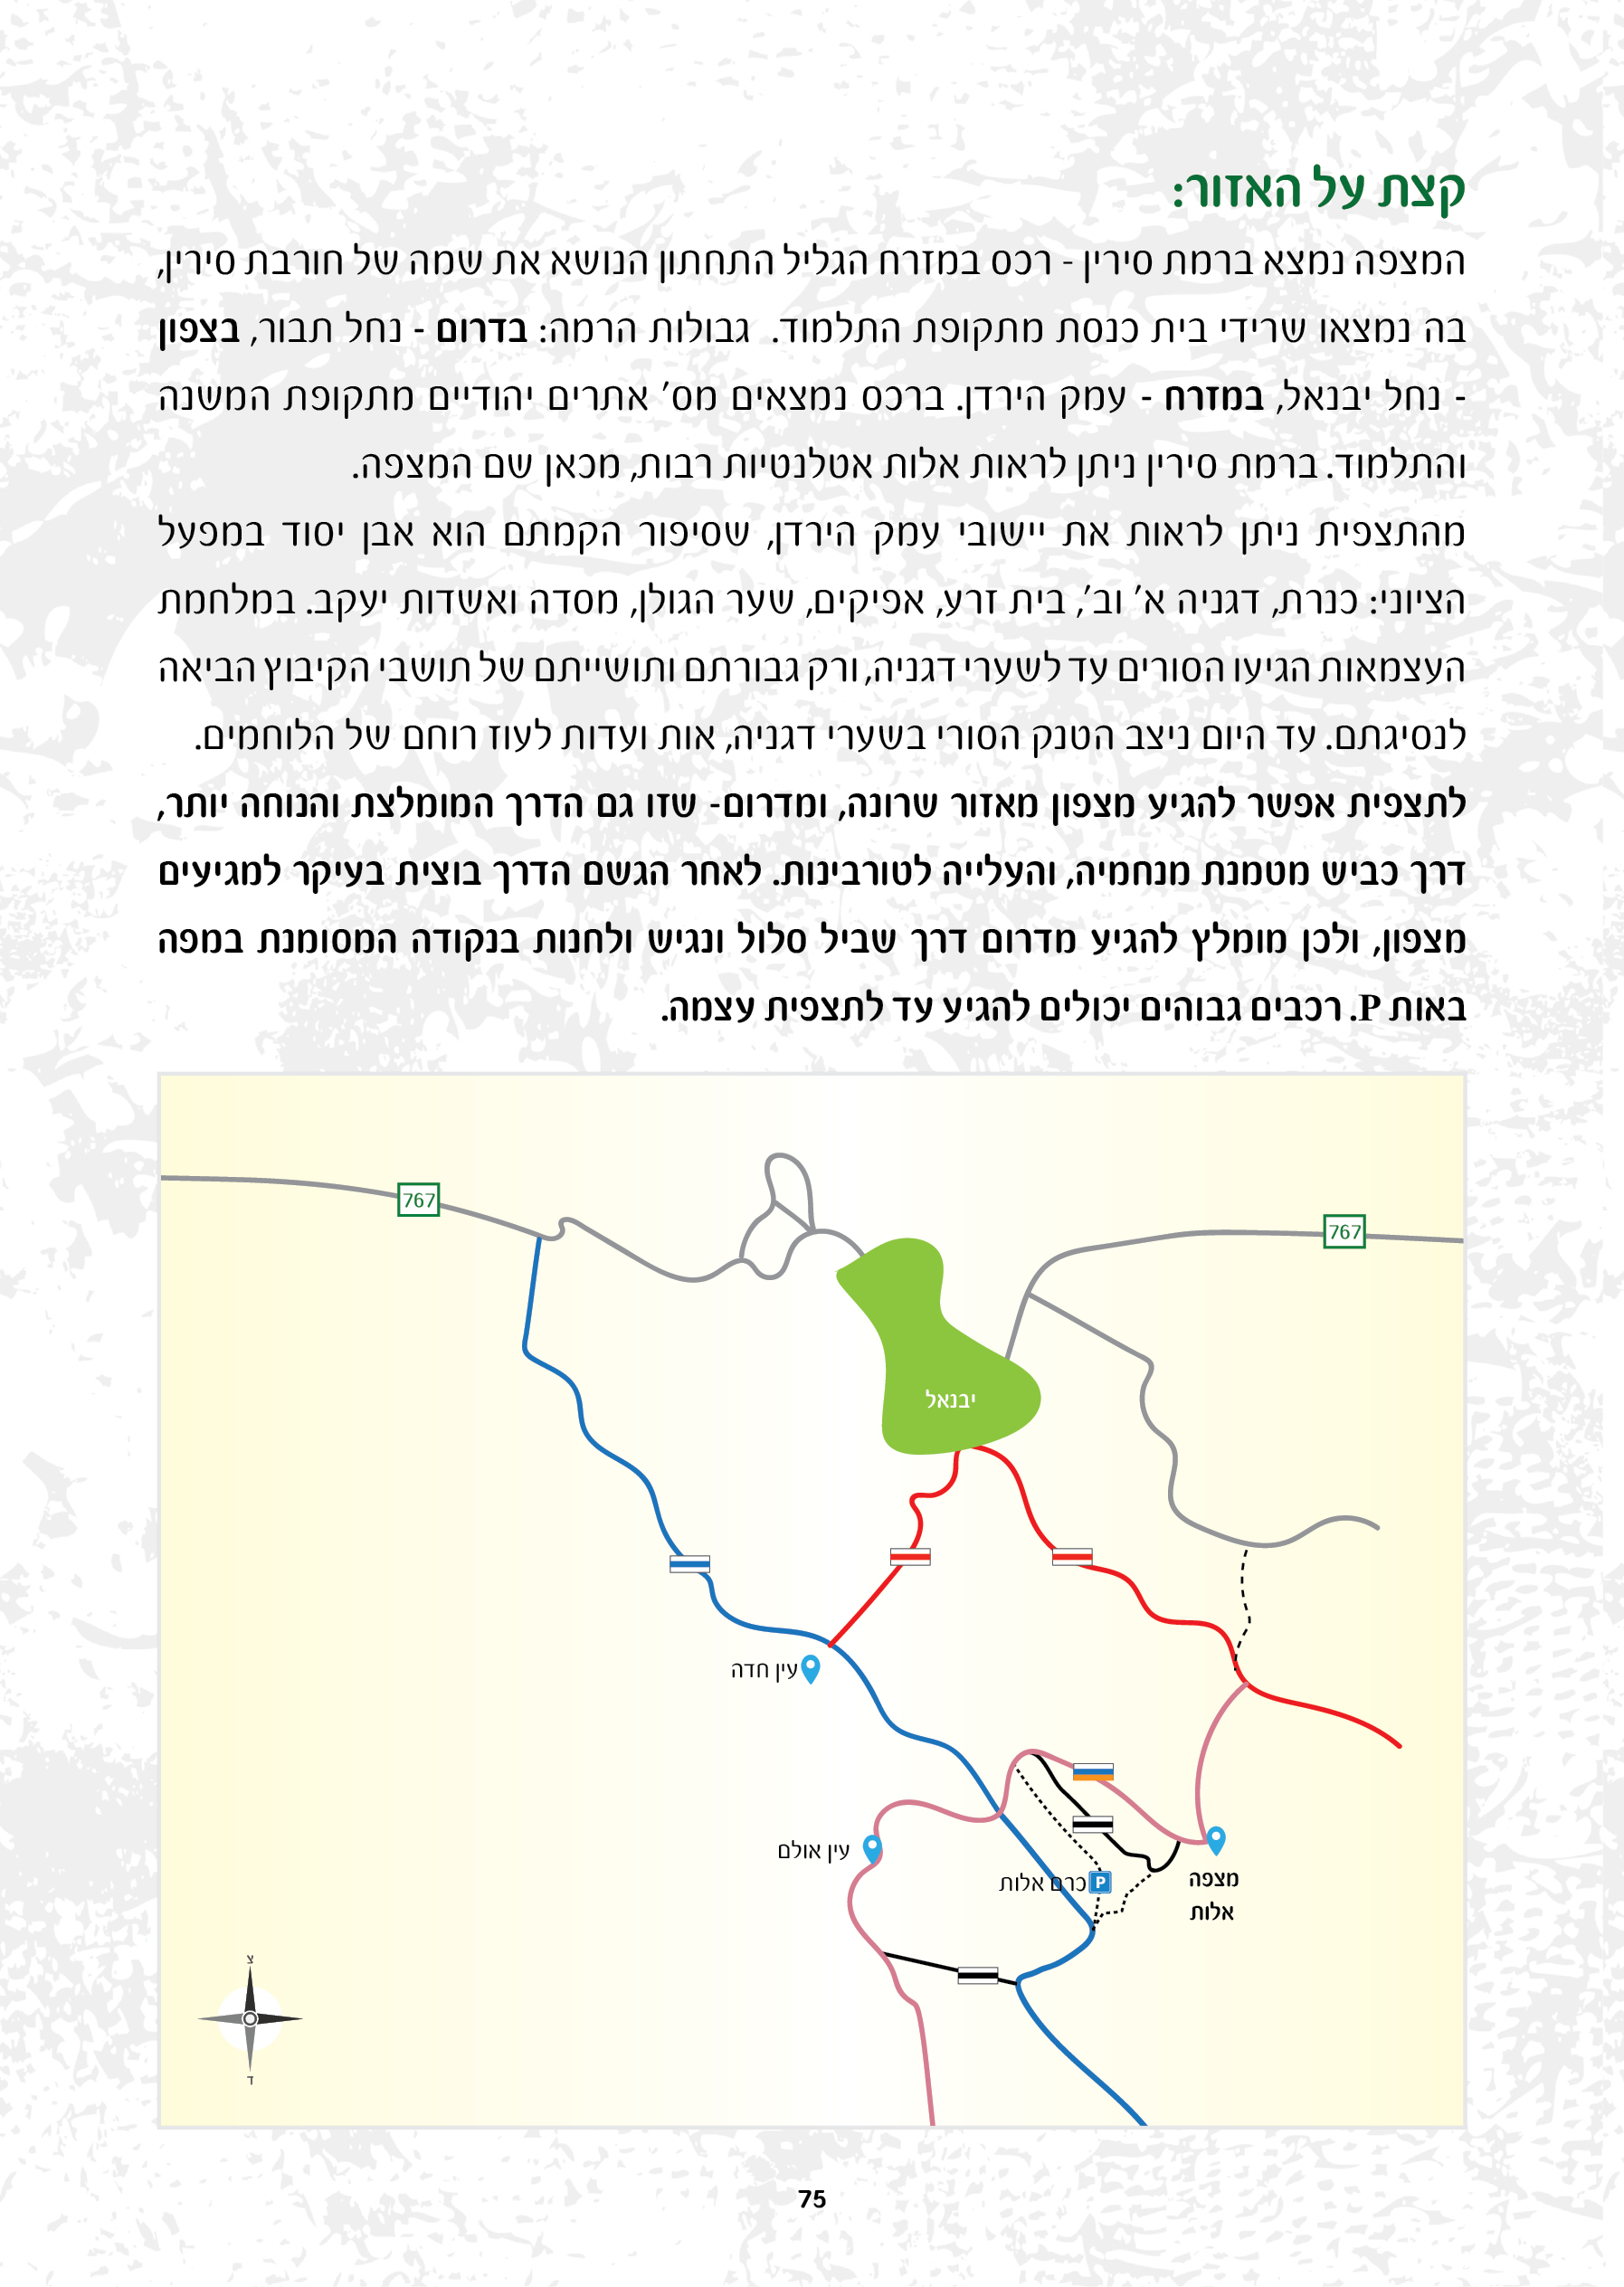 קצת על האזור:
המצפה נמצא ברמת סירין - רכס במזרח הגליל התחתון הנושא את שמה של חורבת סירין,
בה נמצאו שרידי בית כנסת מתקופת התלמוד. גבולות הרמה: בדרום - נחל תבור, בצפון
- נחל יבנאל, במזרח - עמק הירדן. ברכס נמצאים מס' אתרים יהודיים מתקופת המשנה
והתלמוד. ברמת סירין ניתן לראות אלות אטלנטיות רבות, מכאן שם המצפה.
מהתצפית ניתן לראות את יישובי עמק הירדן, שסיפור הקמתם הוא אבן יסוד במפעל
הציוני: כנרת, דגניה א' וב', בית זרע, אפיקים, שער הגולן, מסדה ואשדות יעקב. במלחמת
העצמאות הגיעו הסורים עד לשערי דגניה, ורק גבורתם ותושייתם של תושבי הקיבוץ הביאה
לנסיגתם. עד היום ניצב הטנק הסורי בשערי דגניה, אות ועדות לעוז רוחם של הלוחמים.
לתצפית אפשר להגיע מצפון מאזור שרונה, ומדרום- שזו גם הדרך המומלצת והנוחה יותר,
דרך כביש מטמנת מנחמיה, והעלייה לטורבינות. לאחר הגשם הדרך בוצית בעיקר למגיעים
מצפון, ולכן מומלץ להגיע מדרום דרך שביל סלול ונגיש ולחנות בנקודה המסומנת במפה
באות P. רכבים גבוהים יכולים להגיע עד לתצפית עצמה.
767
767
יבנאל
עין חדה
עין אולם
כרם אלות
P
מצפה
אלות
צ
ד
75